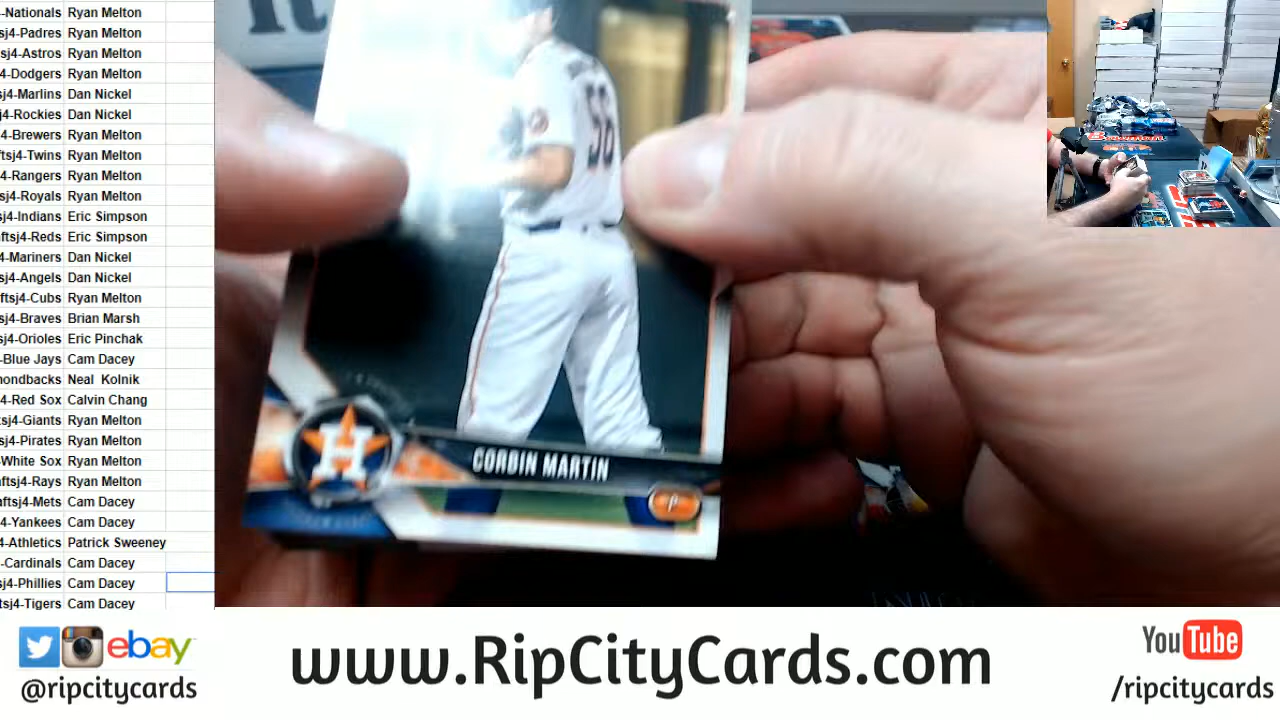 -Nationals Ryan Melton
sj4-Padres Ryan Melton
sj4-Astros Ryan Melton
4-Dodgers Ryan Melton
sj4-Marlins Dan Nickel
sj4-Rockies Dan Nickel
4-Brewers Ryan Melton
ftsj4-Twins Ryan Melton
4-Rangers Ryan Melton
sj4-Royals Ryan Melton
4-Indians Eric Simpson
aftsj4-Reds Eric Simpson
4-Mariners Dan Nickel
sj4-Angels Dan Nickel
ftsj4-Cubs Ryan Melton
sj4-Braves Brian Marsh
sj4-Orioles Eric Pinchak
-Blue Jays Cam Dacey
mondbacks Neal Kolnik
4-Red Sox Calvin Chang
tsj4-Giants Ryan Melton
sj4-Pirates Ryan Melton
-White Sox Ryan Melton
aftsj4-Rays Ryan Melton
aftsj4-Mets Cam Dacey
4-Yankees Cam Dacey
4-Athletics Patrick Sweeney
-Cardinals Cam Dacey
sj4-Phillies Cam Dacey
tsj4-Tigers Cam Dacey
56
H
CORBIN MARTIN
P
ebay
@ripcitycards
www.RipCityCards.com
YouTube
/ripcitycards